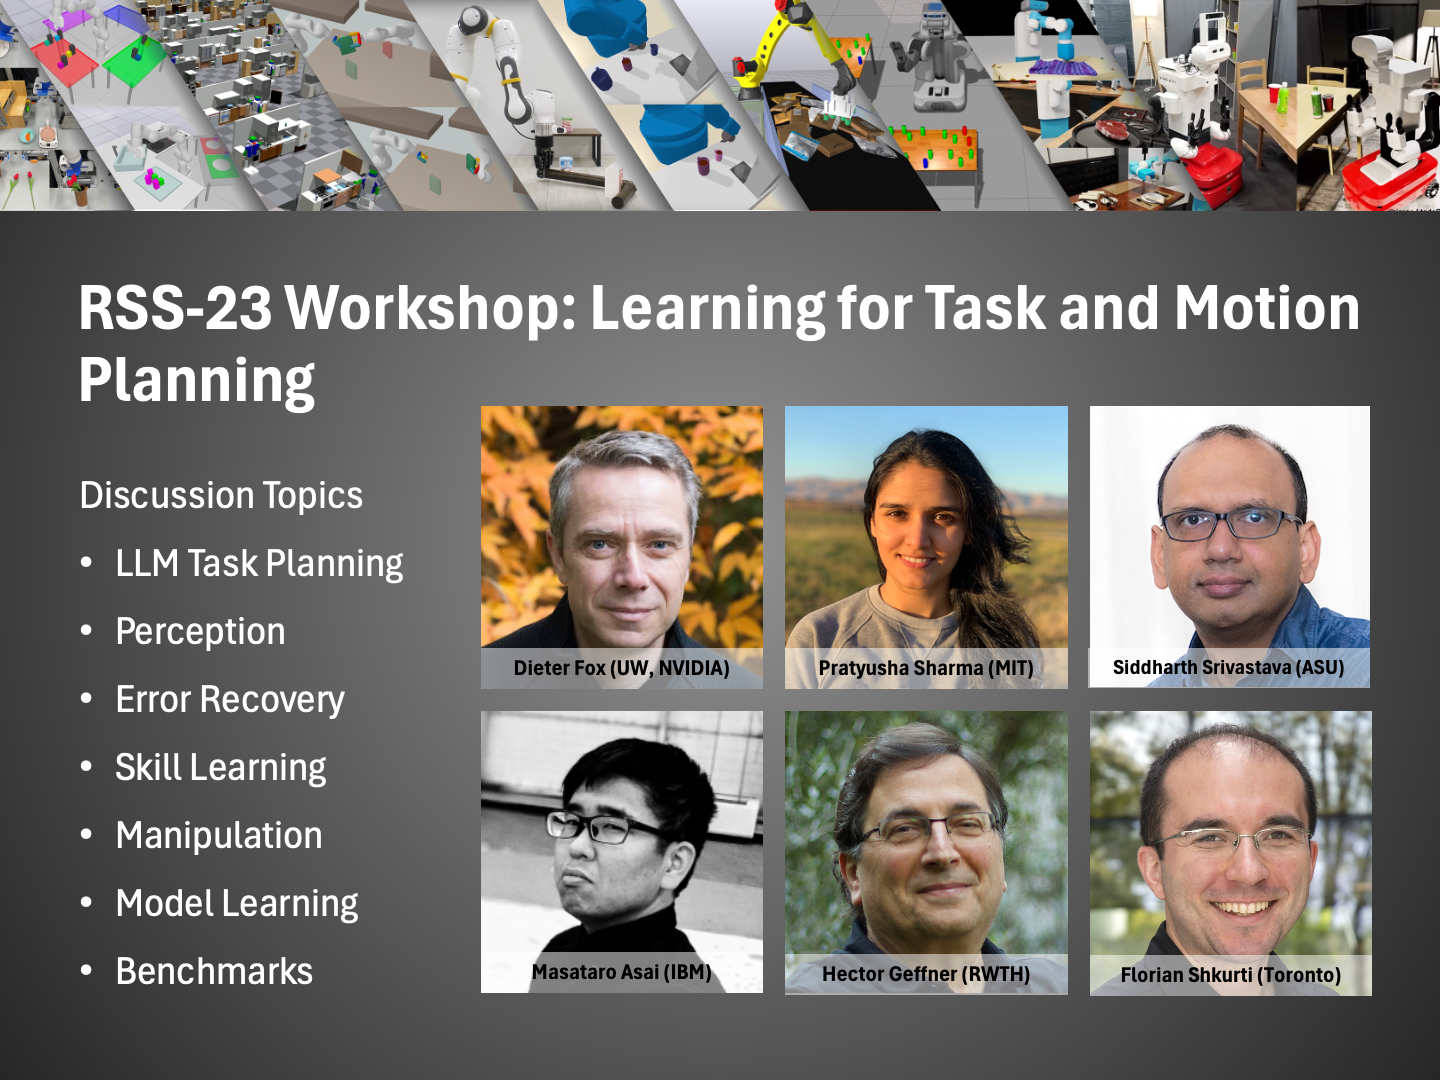 RSS-23 Workshop: Learning for Task and Motion
Planning
Discussion Topics
• LLM Task Planning
• Perception
• Error Recovery
• Skill Learning
• Manipulation
• Model Learning
• Benchmarks
Dieter Fox (UW, NVIDIA)
Pratyusha Sharma (MIT)
Siddharth Srivastava (ASU)
Masataro Asai (IBM)
Hector Geffner (RWTH)
Florian Shkurti (Toronto)